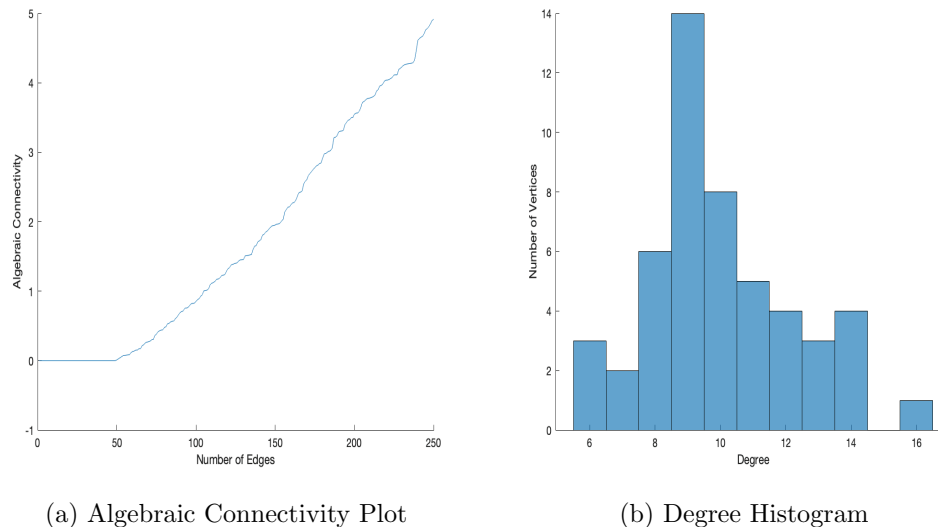 5
4
3
2
1
0
-1
0 50 100 150 200 250
Algebraic Connectivity
Number of Edges
14
12
10
8
6
4
2
0
6 8 10 12 14 16
Number of Vertices
Degree
(a) Algebraic Connectivity Plot
(b) Degree Histogram